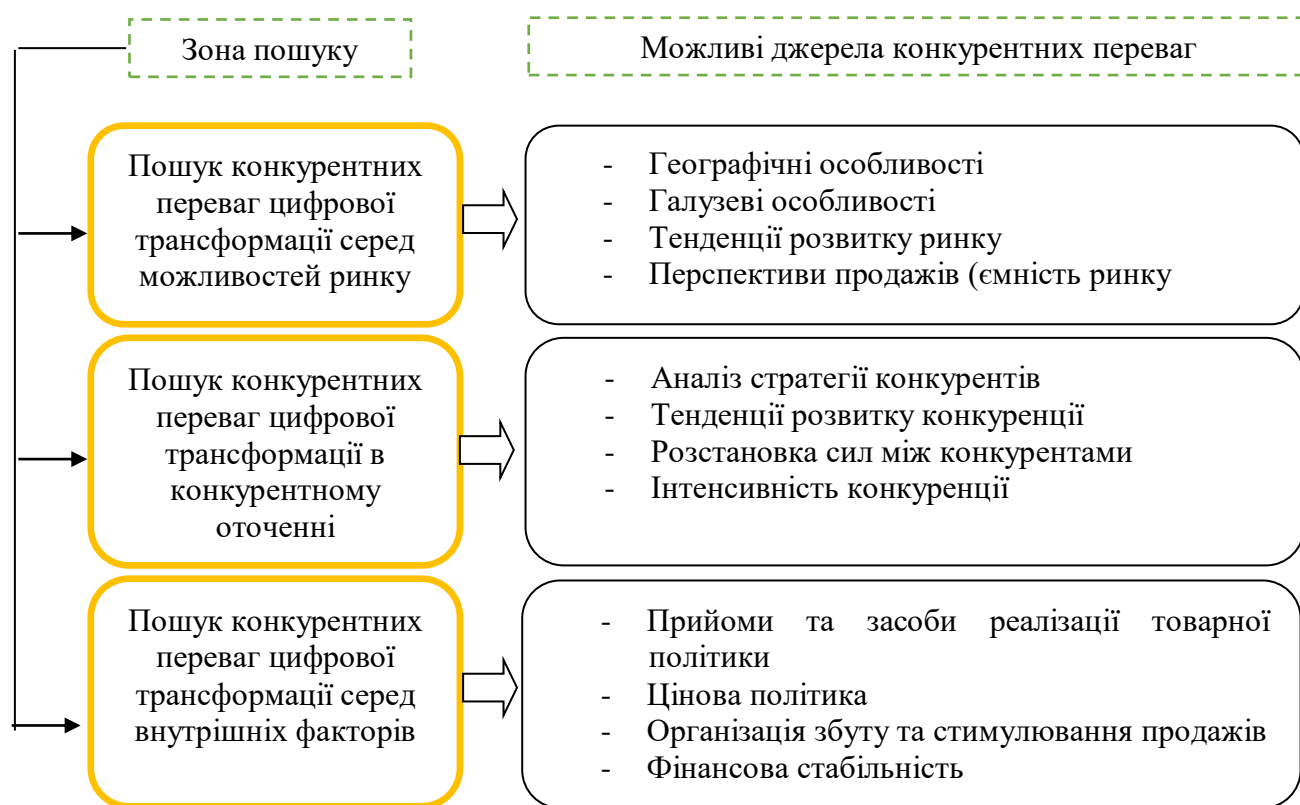 Зона пошуку
Можливі джерела конкурентних переваг
Пошук конкурентних
переваг цифрової
трансформації серед
можливостей ринку
- Географічні особливості
- Галузеві особливості
- Тенденції розвитку ринку
- Перспективи продажів (ємність ринку
Пошук конкурентних
переваг цифрової
трансформації в
конкурентному
оточенні
- Аналіз стратегії конкурентів
- Тенденції розвитку конкуренції
- Розстановка сил між конкурентами
- Інтенсивність конкуренції
Пошук конкурентних
переваг цифрової
трансформації серед
внутрішніх факторів
- Прийоми та засоби реалізації товарної
політики
- Цінова політика
- Організація збуту та стимулювання продажів
- Фінансова стабільність